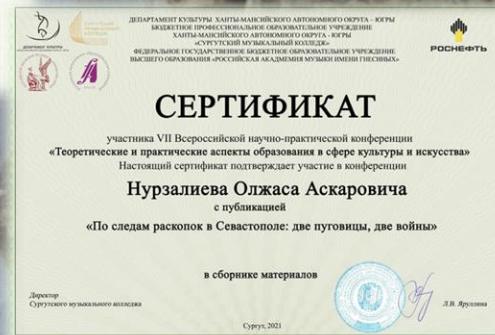 ДЕПАРТАМЕНТ КУЛЬТУРЫ ХАНТЫ-МАНСИЙСКОГО АВТОНОМНОГО ОКРУГА - ЮГРЫ
БЮДЖЕТНОЕ ПРОФЕССИОНАЛЬНОЕ ОБРАЗОВАТЕЛЬНОЕ УЧРЕЖДЕНИЕ
ХАНТЫ-МАНСИЙСКОГО АВТОНОМНОГО ОКРУГА - ЮГРЫ
«СУРГУТСКИЙ МУЗЫКАЛЬНЫЙ КОЛЛЕДЖ»
ФЕДЕРАЛЬНОЕ ГОСУДАРСТВЕННОЕ БЮДЖЕТНОЕ ОБРАЗОВАТЕЛЬНОЕ УЧРЕЖДЕНИЕ
ВЫСШЕГО ОБРАЗОВАНИЯ «РОССИЙСКАЯ АКАДЕМИЯ МУЗЫКИ ИМЕНИ ГНЕСИНЫХ»
ДЕПАРТАМЕНТ КУЛЬТУРЫ
РОСНЕФТЬ
СЕРТИФИКАТ
участника VII Всероссийской научно-практической конференции
«Теоретические и практические аспекты образования в сфере культуры и искусства»
Настоящий сертификат подтверждает участие в конференции
Нурзалиева Олжаса Аскаровича
с публикацией
«По следам раскопок в Севастополе: две пуговицы, две войны»
в сборнике материалов
Директор
Сургутского музыкального колледжа
Л.В. Яруллина
Сургут, 2021